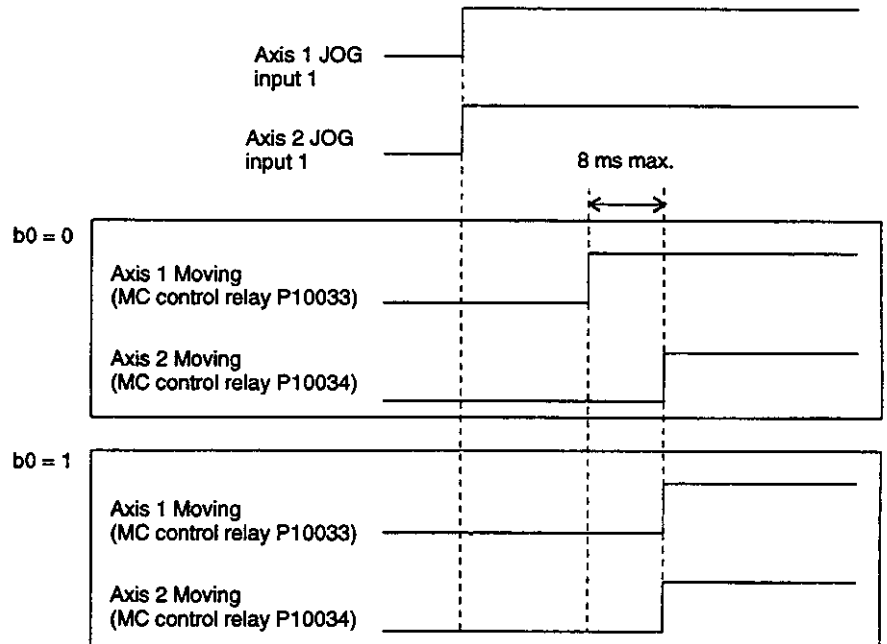 Axis 1 JOG
input 1
Axis 2 JOG
input 1
8 ms max.
b0 = 0
Axis 1 Moving
(MC control relay P10033)
Axis 2 Moving
(MC control relay P10034)
b0 = 1
Axis 1 Moving
(MC control relay P10033)
Axis 2 Moving
(MC control relay P10034)